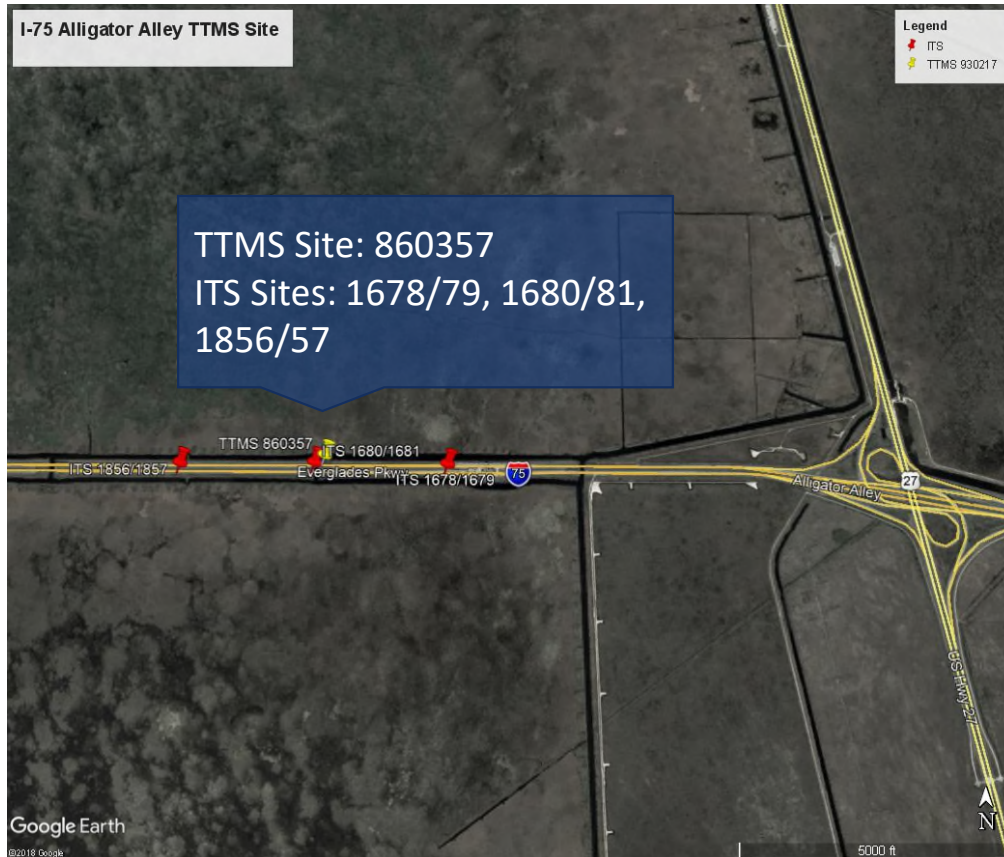 I-75 Alligator Alley TTMS Site
Legend
ITS
TTMS 930217
TTMS Site: 860357
ITS Sites: 1678/79, 1680/81,
1856/57
TTMS 860357
ITS 1680/1681
ITS 1856/1857
Everglades Pkwy
ITS 1678/1679
75
Alligator Alley
27
US Hwy 27
N
Google Earth
©2018 Google
5000 ft